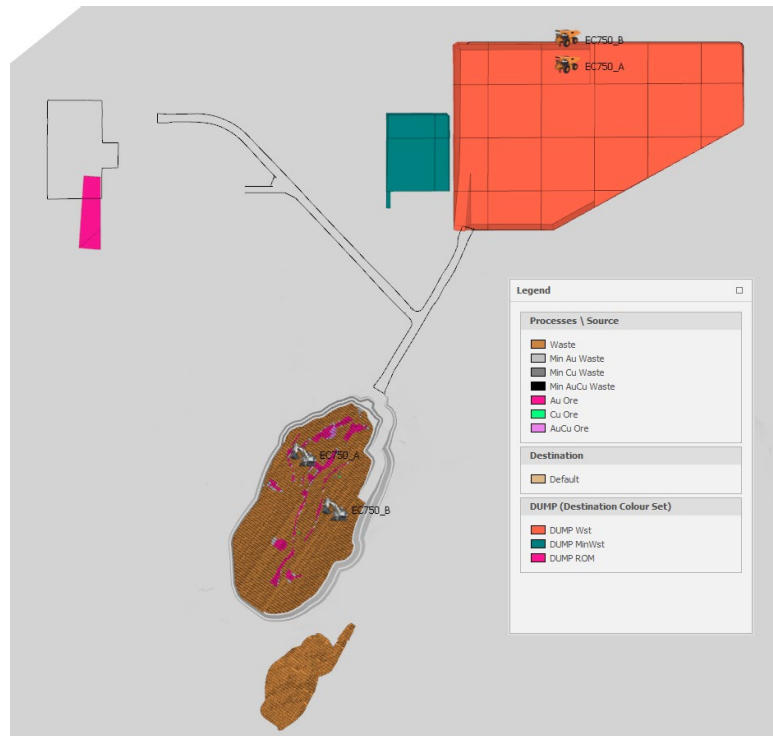 EC750_B
EC750_A
EC750_A
EC750_B
Legend
Processes \ Source
Waste
Min Au Waste
Min Cu Waste
Min AuCu Waste
Au Ore
Cu Ore
AuCu Ore
Destination
Default
DUMP (Destination Colour Set)
DUMP Wst
DUMP MinWst
DUMP ROM